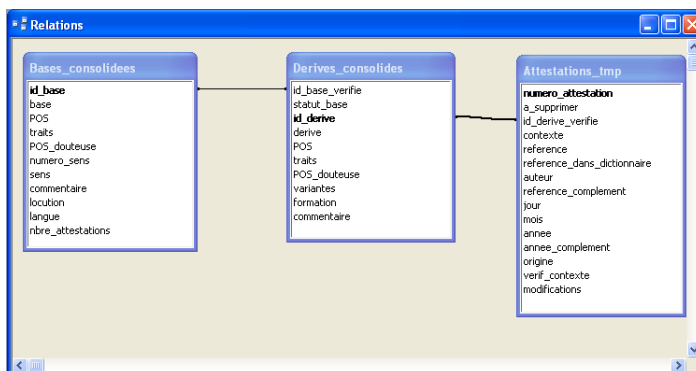 Relations
Bases_consolidees
id_base
base
POS
traits
POS_douteuse
numero_sens
sens
commentaire
locution
langue
nbre_attestations
Derives_consolides
id_base_verifie
statut_base
id_derive
derive
POS
traits
POS_douteuse
variantes
formation
commentaire
Attestations_tmp
numero_attestation
a_supprimer
id_derive_verifie
contexte
reference
reference_dans_dictionnaire
auteur
reference_complement
jour
mois
annee
annee_complement
origine
verif_contexte
modifications